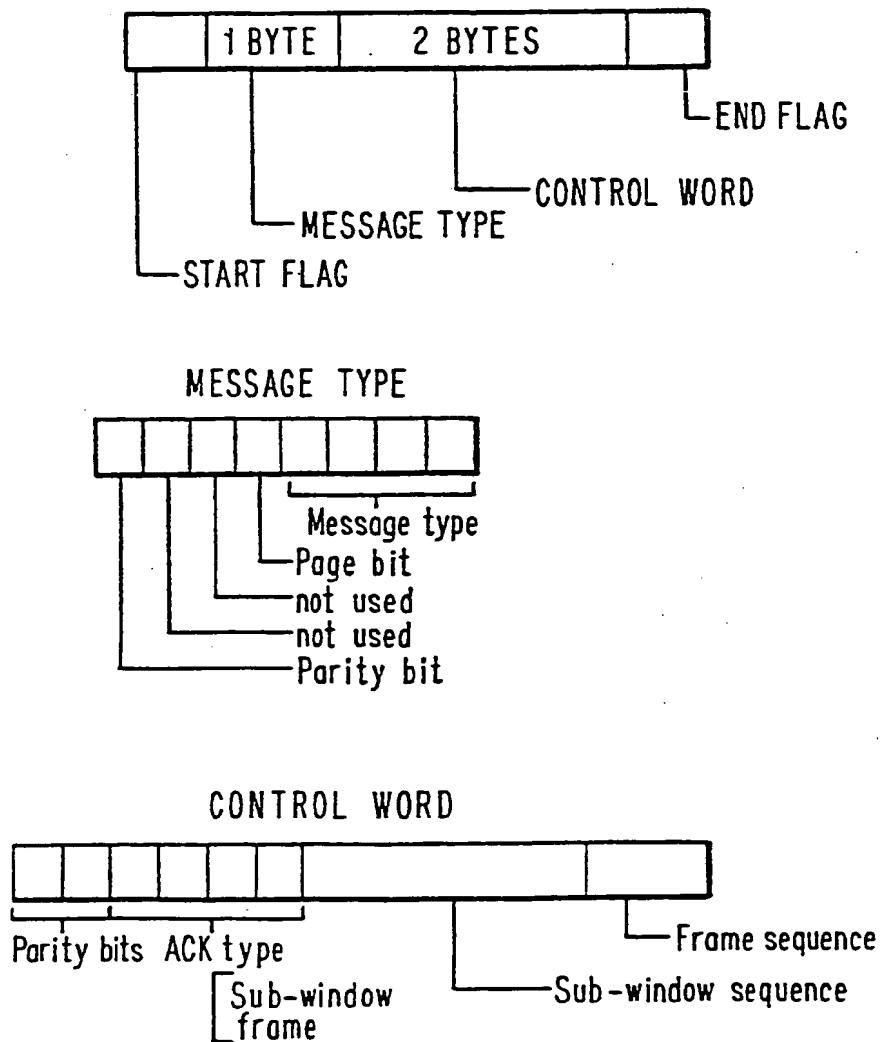 1 BYTE 2 BYTES
END FLAG
CONTROL WORD
MESSAGE TYPE
START FLAG
MESSAGE TYPE
Message type
Page bit
not used
not used
Parity bit
CONTROL WORD
Parity bits ACK type
Frame sequence
Sub-window sequence
Sub-window
frame